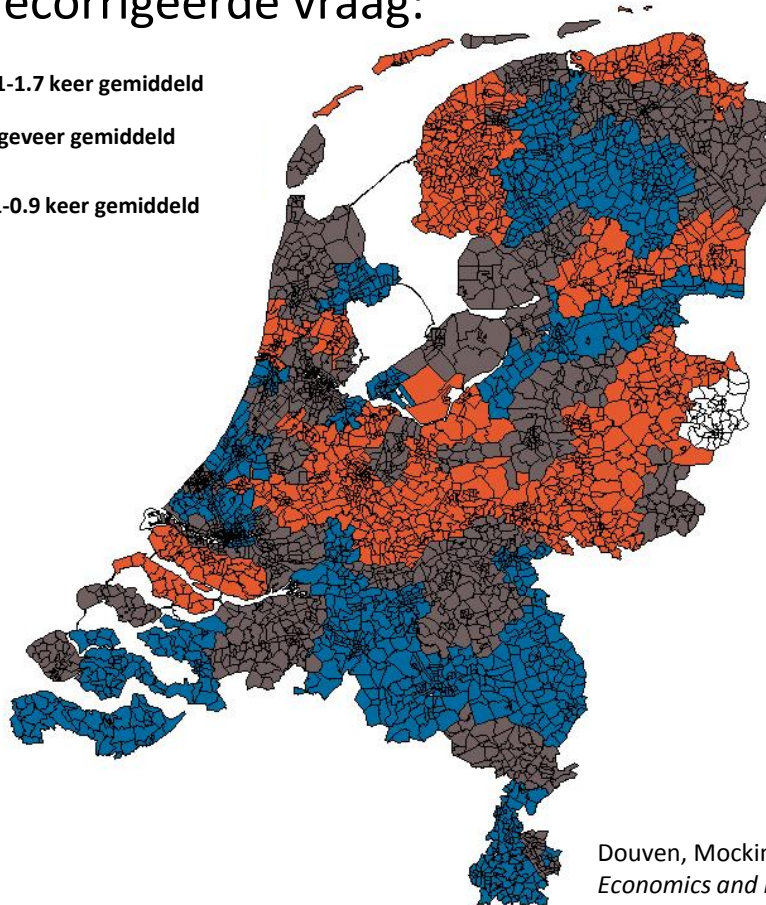 ecorrigeerde vraag:
1-1.7 keer gemiddeld
geveer gemiddeld
1-0.9 keer gemiddeld
Douven, Mockin
Economics and